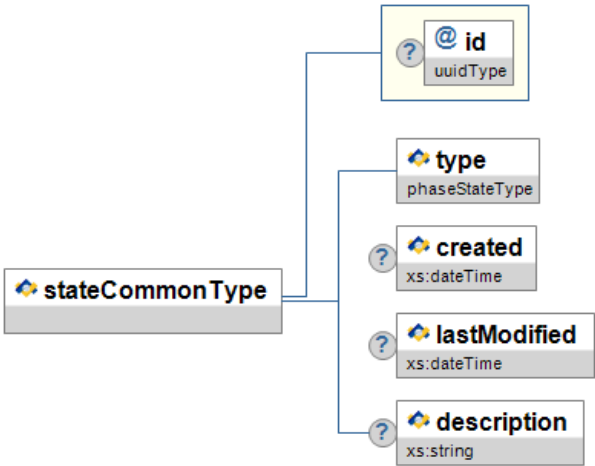 @ id
?
uuidType
type
phaseStateType
created
?
xs:dateTime
stateCommonType
lastModified
?
xs:dateTime
description
?
xs:string